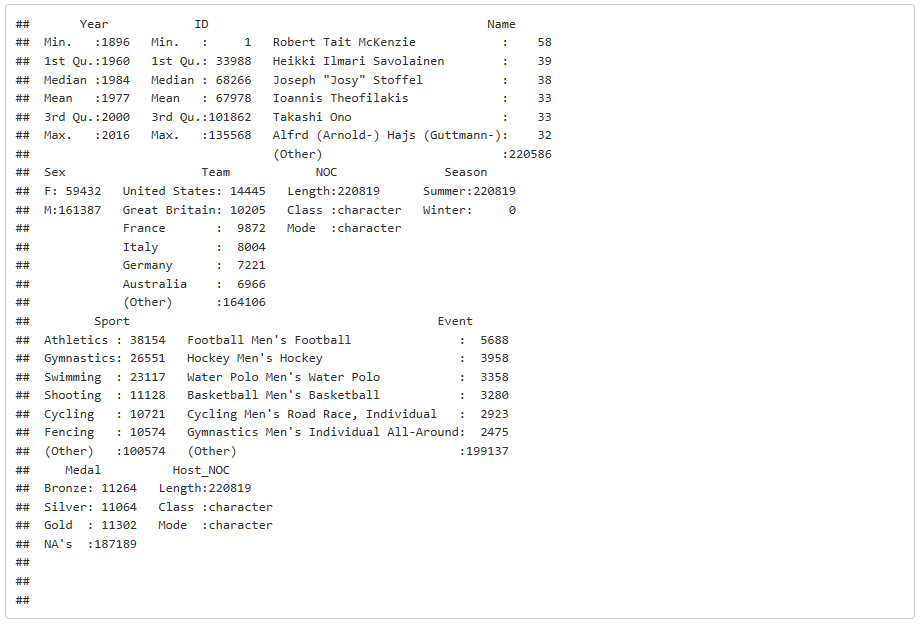 ##       Year           ID                                       Name
##  Min.   :1896   Min.   :     1   Robert Tait McKenzie            :    58
##  1st Qu.:1960   1st Qu.: 33988   Heikki Ilmari Savolainen        :    39
##  Median :1984   Median : 68266   Joseph "Josy" Stoffel           :    38
##  Mean   :1977   Mean   : 67978   Ioannis Theofilakis             :    33
##  3rd Qu.:2000   3rd Qu.:101862   Takashi Ono                     :    33
##  Max.   :2016   Max.   :135568   Alfrd (Arnold-) Hajs (Guttmann-):    32
##                                  (Other)                         :220586
##  Sex                   Team            NOC               Season
##  F: 59432   United States: 14445   Length:220819      Summer:220819
##  M:161387   Great Britain: 10205   Class :character   Winter:     0
##             France       :  9872   Mode  :character
##             Italy        :  8004
##             Germany      :  7221
##             Australia    :  6966
##             (Other)      :164106
##         Sport                                           Event
##  Athletics : 38154   Football Men's Football               :  5688
##  Gymnastics: 26551   Hockey Men's Hockey                   :  3958
##  Swimming  : 23117   Water Polo Men's Water Polo           :  3358
##  Shooting  : 11128   Basketball Men's Basketball           :  3280
##  Cycling   : 10721   Cycling Men's Road Race, Individual   :  2923
##  Fencing   : 10574   Gymnastics Men's Individual All-Around:  2475
##  (Other)   :100574   (Other)                               :199137
##     Medal          Host_NOC
##  Bronze: 11264   Length:220819
##  Silver: 11064   Class :character
##  Gold  : 11302   Mode  :character
##  NA's  :187189
##
##
##